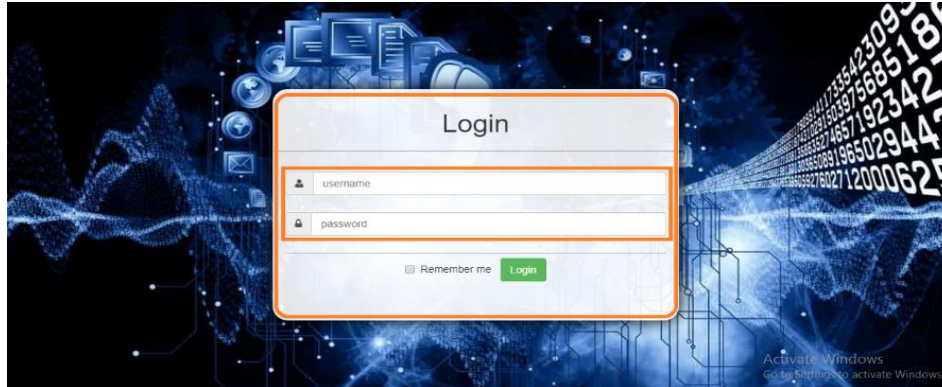 Login
username
password
Remember me Login
Activate Windows
Go to Settings to activate Windows